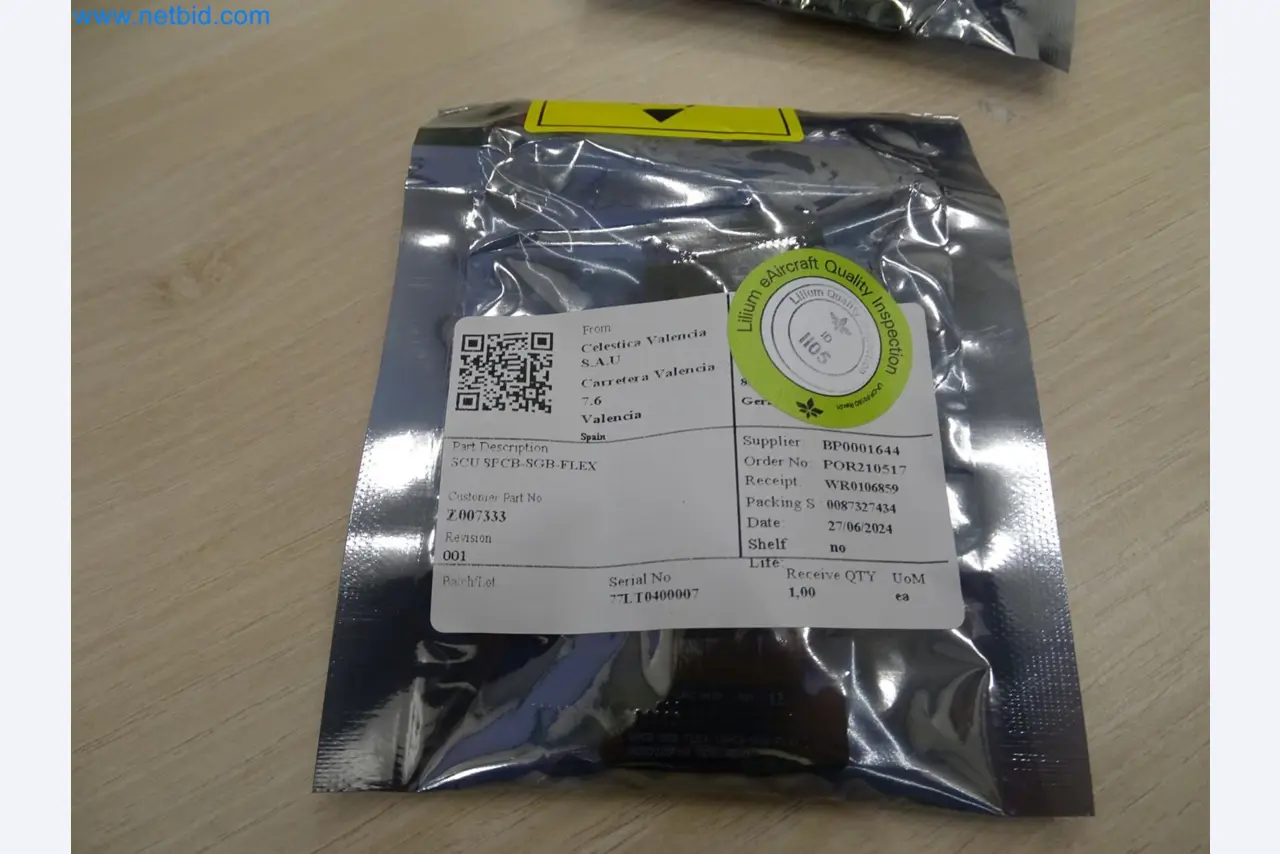 www.netbid.com
Lilium eAircraft Quality Inspection
Lilium Quality
ID
1105
From
Celestica Valencia
S.A.U
Carretera Valencia
7.6
Valencia
Spain
Part Description
SCU SPCB-SGB-FLEX
Customer Part No
Z007333
Revision
001
Supplier: BP0001644
Order No POR210517
Receipt: WR0106859
Packing S 0087327434
Date: 27/06/2024
Shelf no
Life:
Batch/Lot
Serial No
77LT0400007
Receive QTY
1,00
UoM
ea